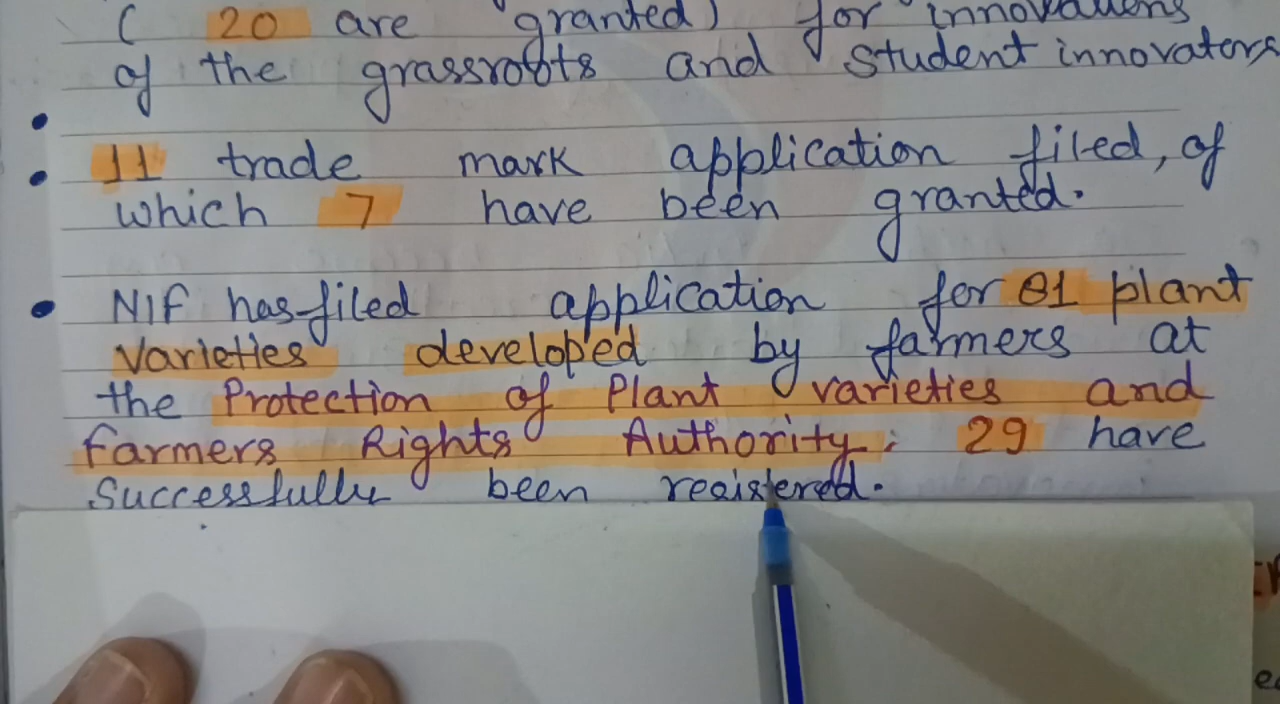 ( 20 are granted) for innovations
of the grassroots and student innovators
11 trade mark application filed, of
which 7 have been granted.
NIF has filed application for 81 plant
varieties developed by farmers at
the Protection of Plant varieties and
Farmers Rights Authority. 29 have
Successfully been registered.